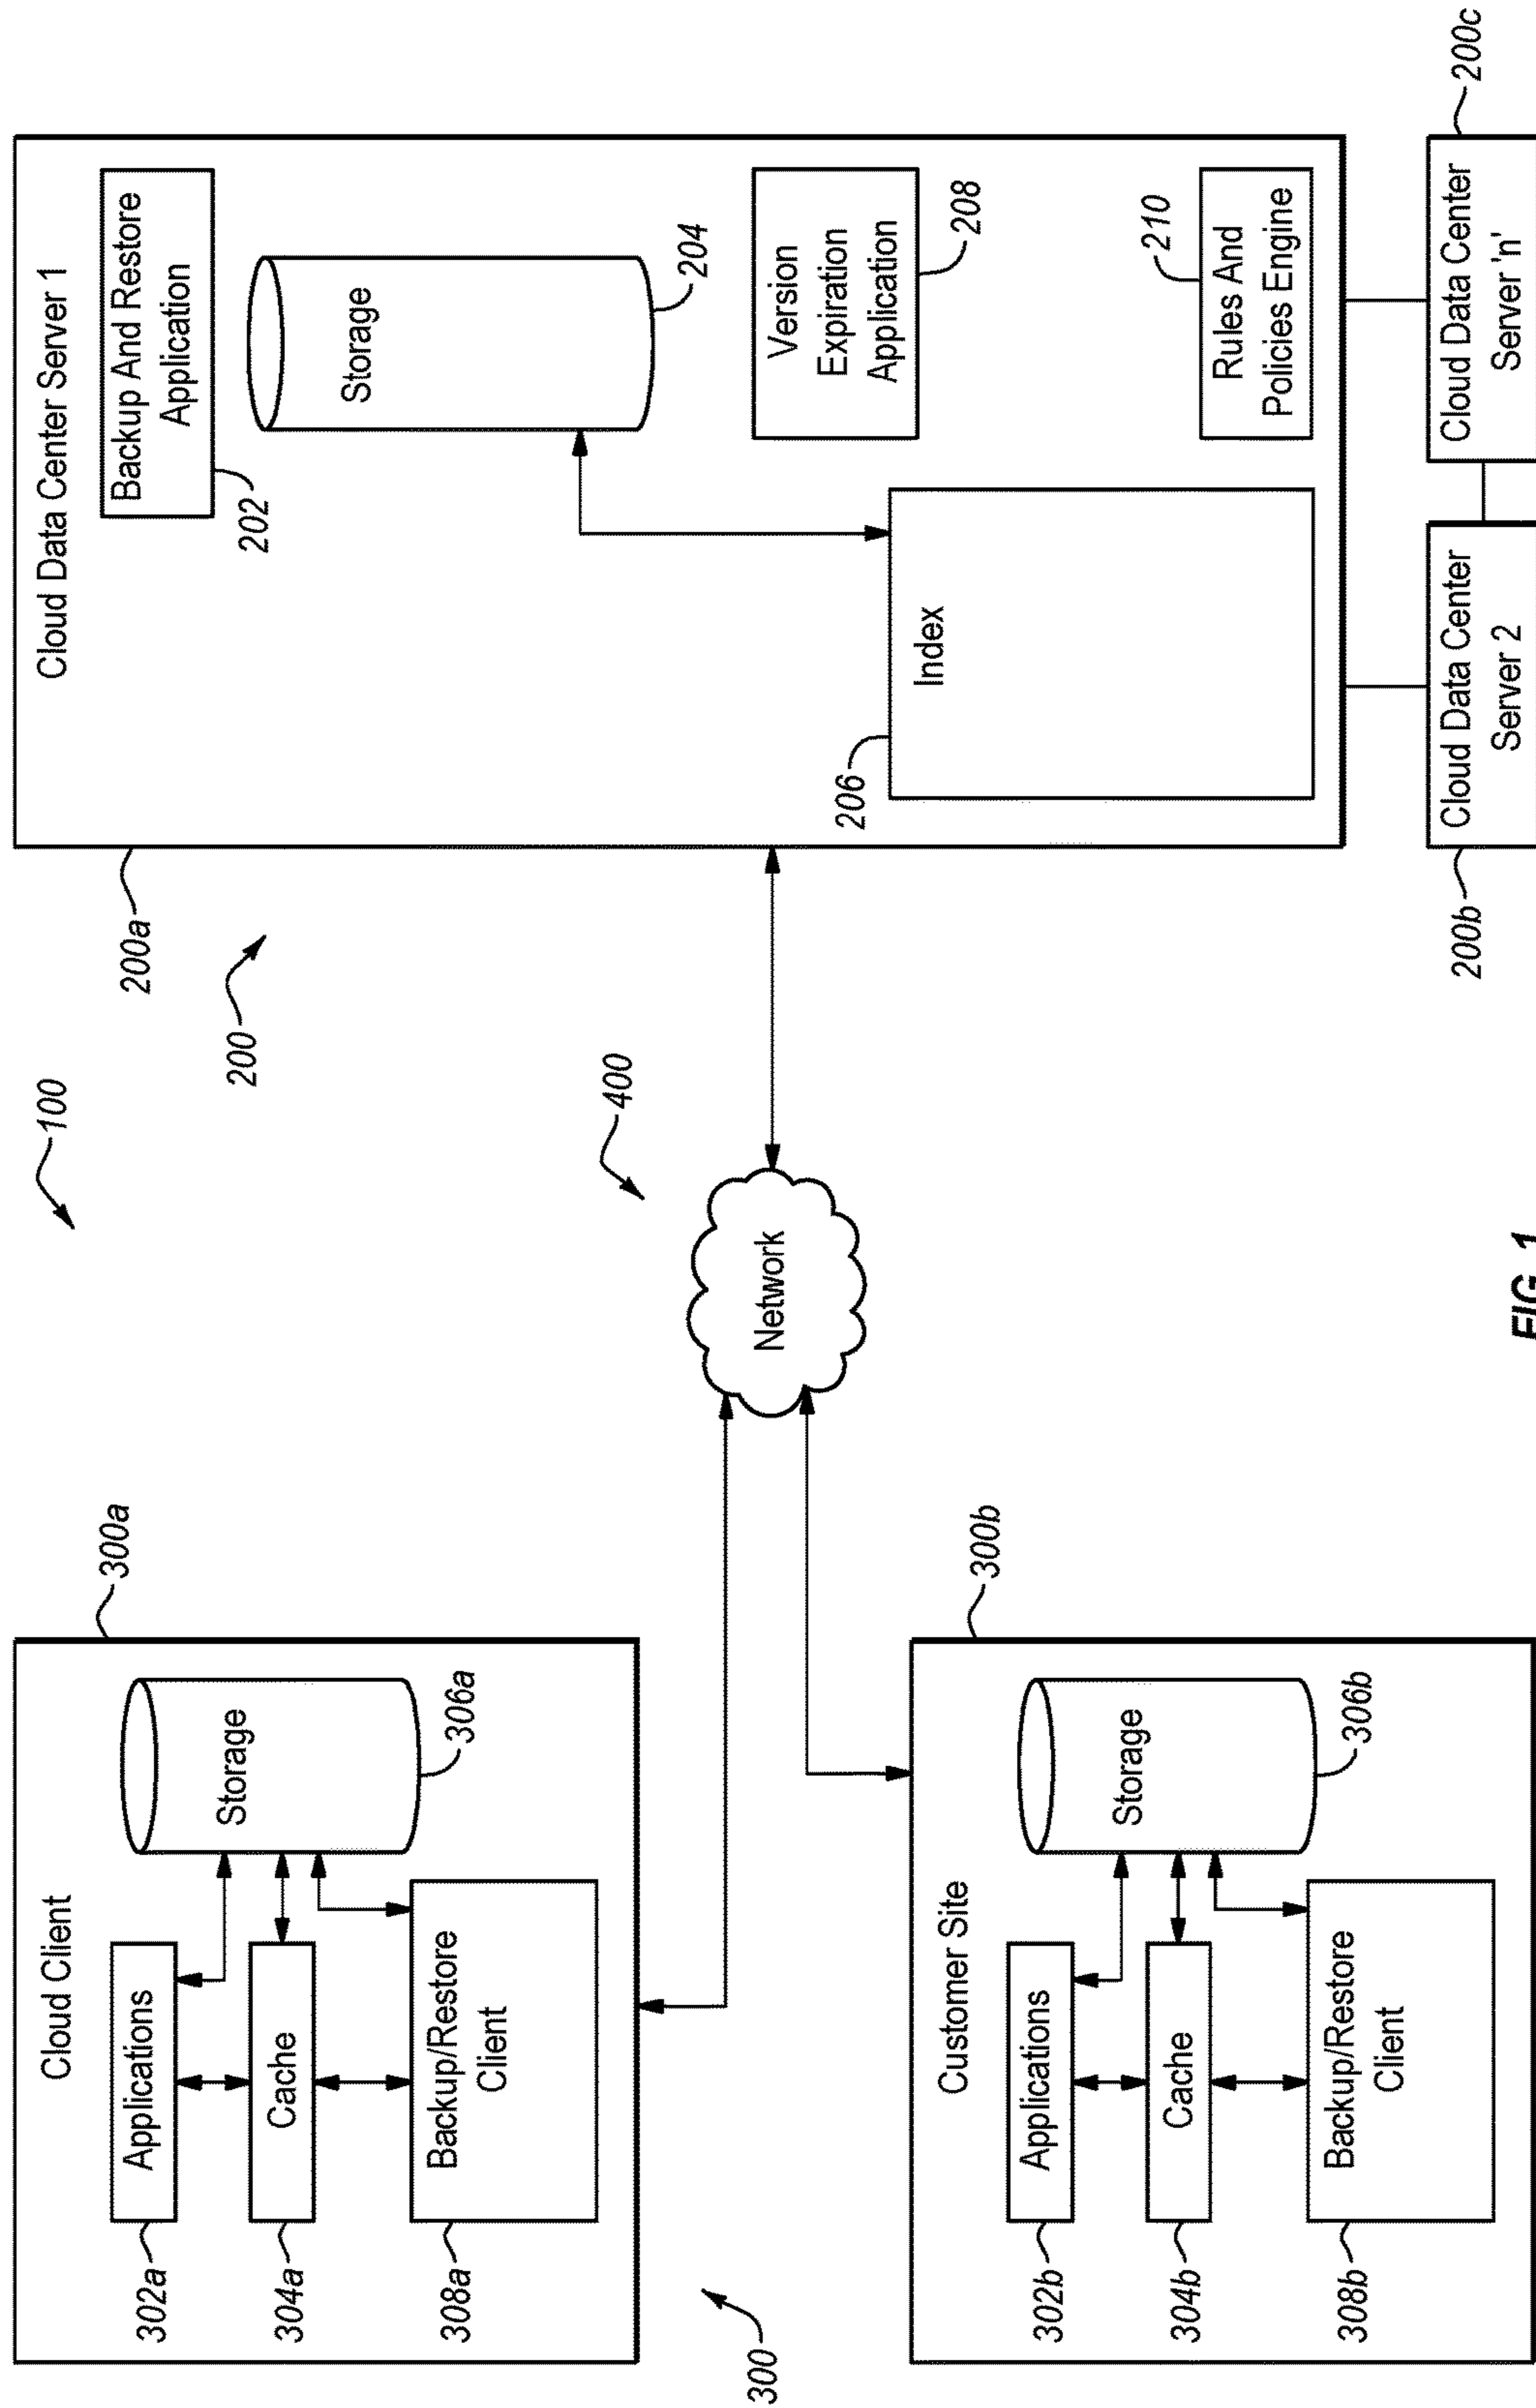 100
300
Cloud Client
300a
302a
Applications
304a
Cache
308a
Backup/Restore
Client
Storage
306a
Customer Site
300b
302b
Applications
304b
Cache
308b
Backup/Restore
Client
Storage
306b
400
Network
200
200a
Cloud Data Center Server 1
Backup And Restore
Application
202
Storage
204
206
Index
Version
Expiration
Application
208
210
Rules And
Policies Engine
200b
Cloud Data Center
Server 2
Cloud Data Center
Server 'n'
200c
FIG. 1